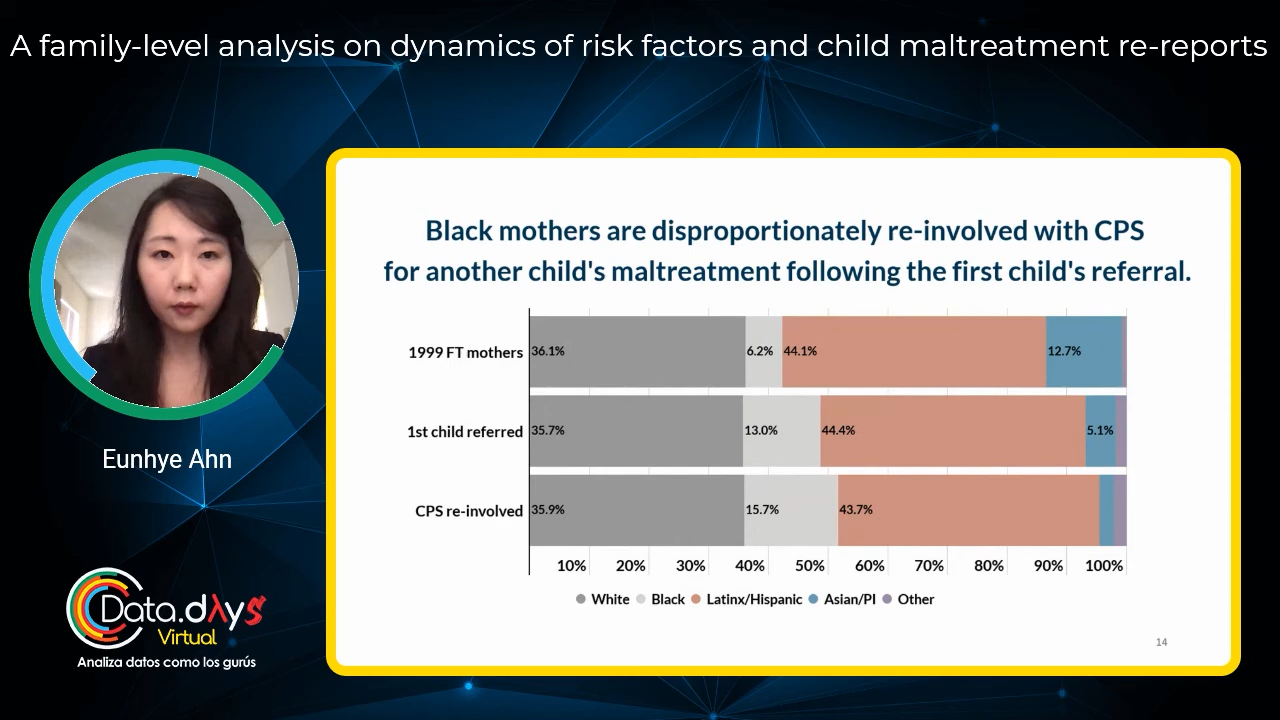 A family-level analysis on dynamics of risk factors and child maltreatment re-reports
Eunhye Ahn
Data.dλys
Virtual
Analiza datos como los gurús
Black mothers are disproportionately re-involved with CPS
for another child's maltreatment following the first child's referral.
1999 FT mothers 36.1% 6.2% 44.1% 12.7%
1st child referred 35.7% 13.0% 44.4% 5.1%
CPS re-involved 35.9% 15.7% 43.7%
10% 20% 30% 40% 50% 60% 70% 80% 90% 100%
White Black Latinx/Hispanic Asian/PI Other
14